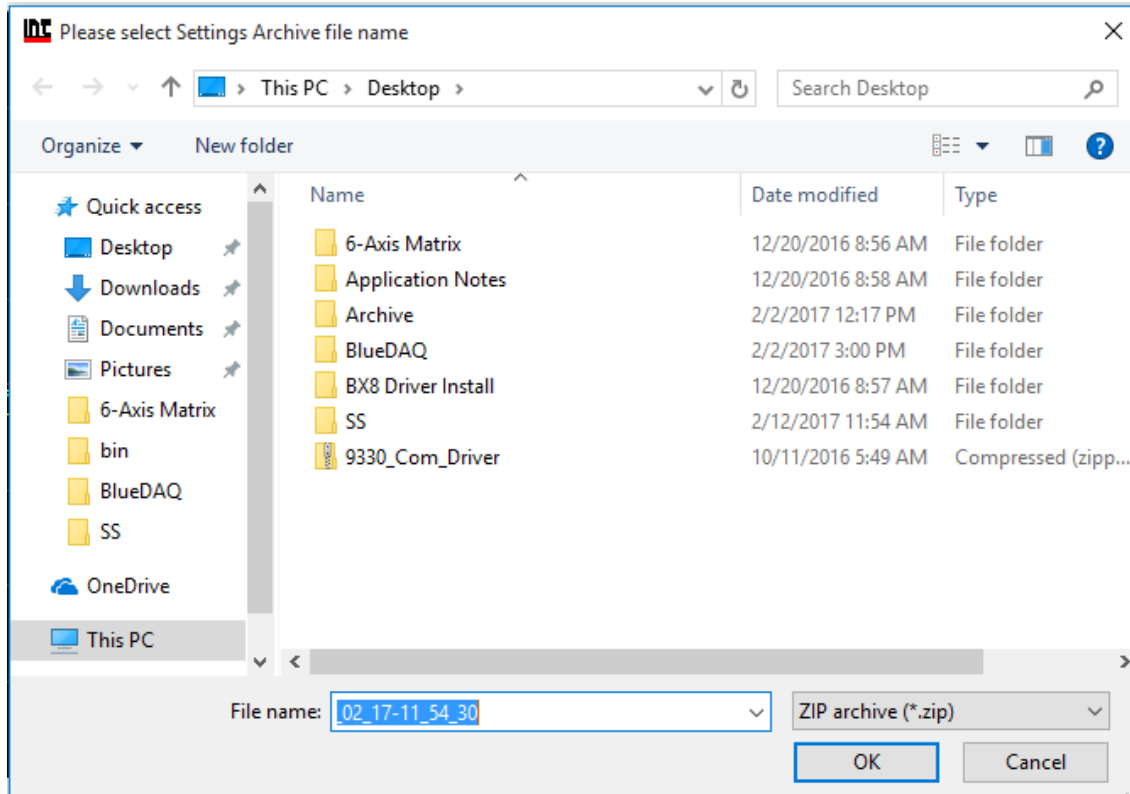 Int Please select Settings Archive file name
This PC > Desktop >
Search Desktop
Organize
New folder
Quick access
Desktop
Downloads
Documents
Pictures
6-Axis Matrix
bin
BlueDAQ
SS
OneDrive
This PC
Name Date modified Type
6-Axis Matrix 12/20/2016 8:56 AM File folder
Application Notes 12/20/2016 8:58 AM File folder
Archive 2/2/2017 12:17 PM File folder
BlueDAQ 2/2/2017 3:00 PM File folder
BX8 Driver Install 12/20/2016 8:57 AM File folder
SS 2/12/2017 11:54 AM File folder
9330_Com_Driver 10/11/2016 5:49 AM Compressed (zipp...
File name: _02_17-11_54_30 ZIP archive (*.zip)
OK Cancel